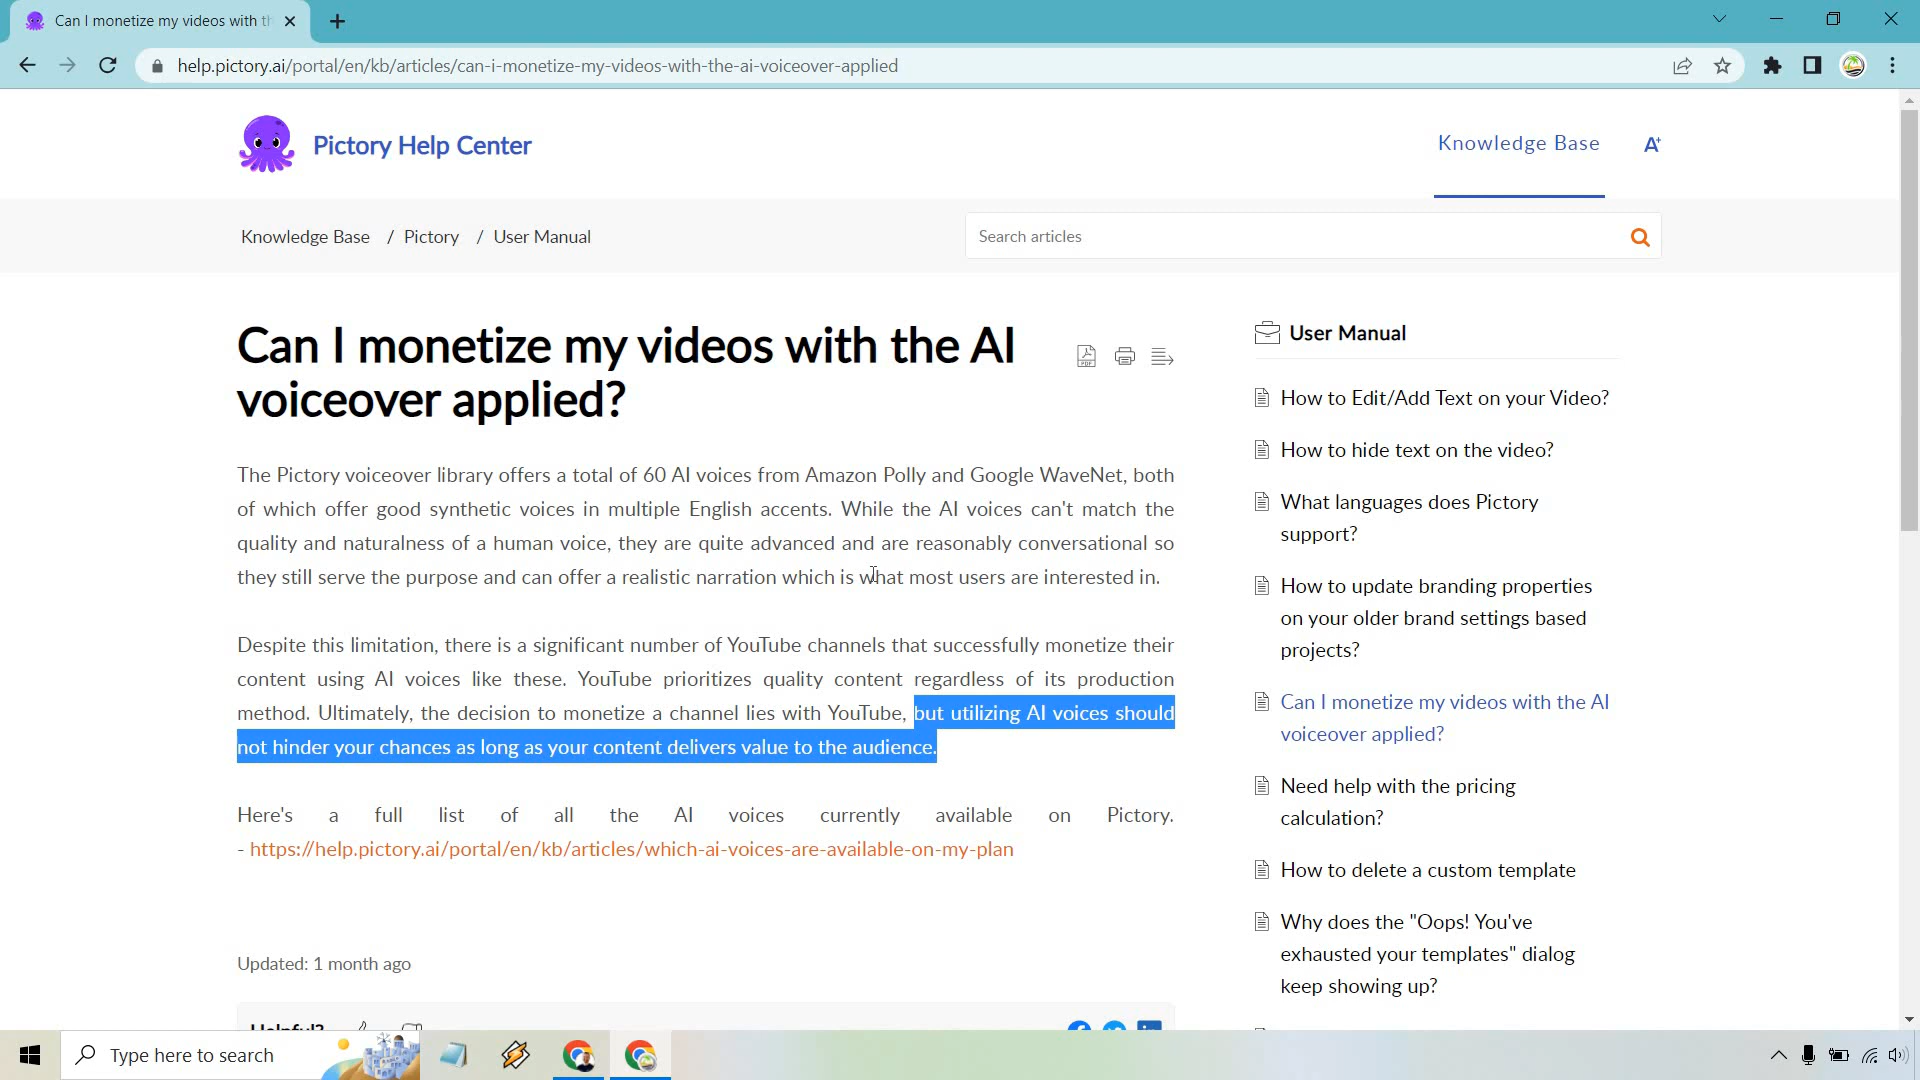 Can I monetize my videos with th
help.pictory.ai/portal/en/kb/articles/can-i-monetize-my-videos-with-the-ai-voiceover-applied
Pictory Help Center
Knowledge Base
A+
Knowledge Base / Pictory / User Manual
Search articles
Can I monetize my videos with the AI
voiceover applied?
PDF
The Pictory voiceover library offers a total of 60 AI voices from Amazon Polly and Google WaveNet, both
of which offer good synthetic voices in multiple English accents. While the AI voices can't match the
quality and naturalness of a human voice, they are quite advanced and are reasonably conversational so
they still serve the purpose and can offer a realistic narration which is what most users are interested in.
Despite this limitation, there is a significant number of YouTube channels that successfully monetize their
content using AI voices like these. YouTube prioritizes quality content regardless of its production
method. Ultimately, the decision to monetize a channel lies with YouTube, but utilizing AI voices should
not hinder your chances as long as your content delivers value to the audience.
Here's a full list of all the AI voices currently available on Pictory.
- https://help.pictory.ai/portal/en/kb/articles/which-ai-voices-are-available-on-my-plan
Updated: 1 month ago
Helpful?
User Manual
How to Edit/Add Text on your Video?
How to hide text on the video?
What languages does Pictory
support?
How to update branding properties
on your older brand settings based
projects?
Can I monetize my videos with the AI
voiceover applied?
Need help with the pricing
calculation?
How to delete a custom template
Why does the "Oops! You've
exhausted your templates" dialog
keep showing up?
Type here to search